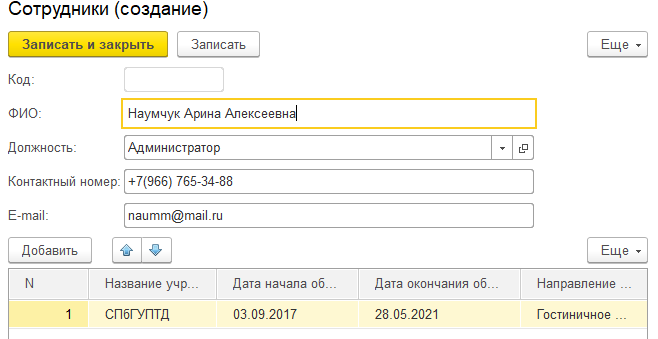 Сотрудники (создание)
Записать и закрыть Записать Еще
Код:
ФИО: Наумчук Арина Алексеевна
Должность: Администратор
Контактный номер: +7(966) 765-34-88
E-mail: naumm@mail.ru
Добавить Еще
N Название учр... Дата начала об... Дата окончания об... Направление ...
1 СПбГУПТД 03.09.2017 28.05.2021 Гостиничное ...